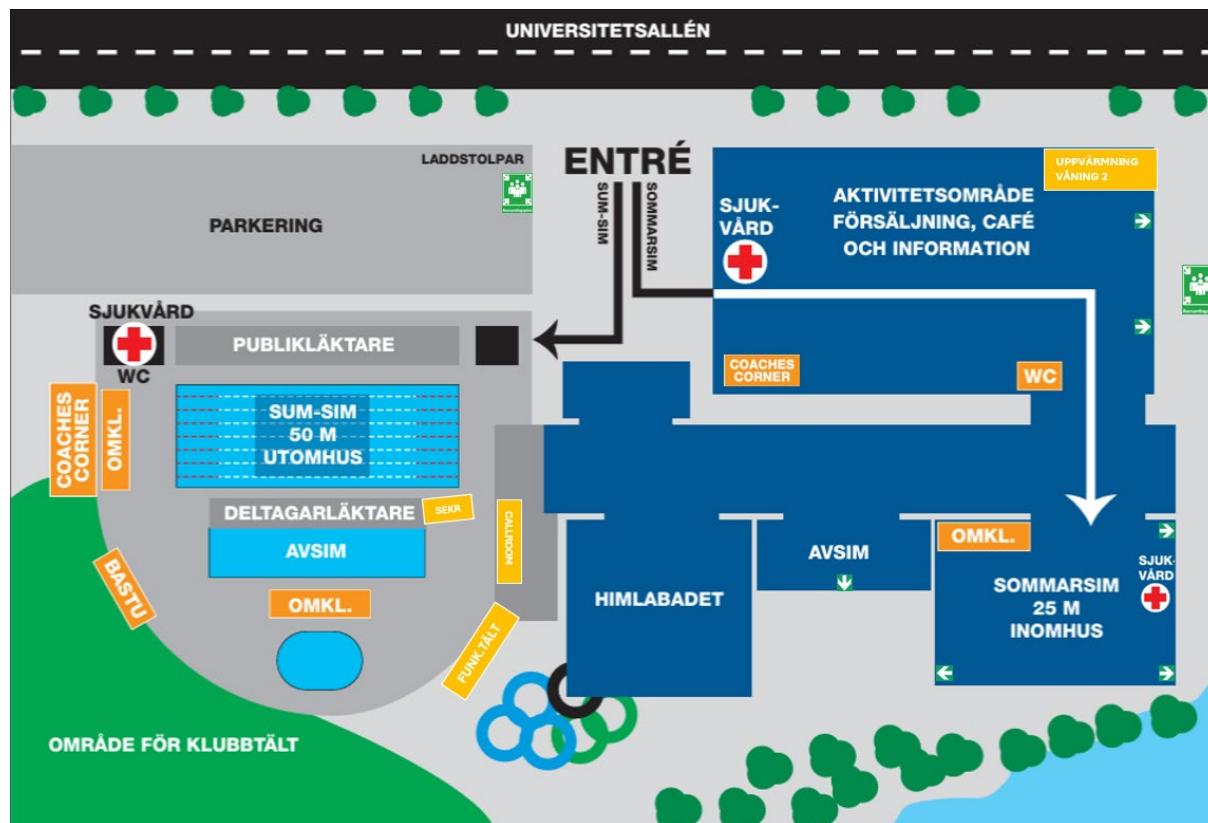 UNIVERSITETSALLÉN
LADDSTOLPAR
PARKERING
ENTRÉ
SUM-SIM
SOMMARSIM
UPPVÄRMNING
VÅNING 2
SJUK-
VÅRD
AKTIVITETSOMRÅDE
FÖRSÄLJNING, CAFÉ
OCH INFORMATION
SJUKVÅRD
WC
PUBLIKLÄKTARE
COACHES
CORNER
WC
COACHES
CORNER
OMKL.
SUM-SIM
50 M
UTOMHUS
DELTAGARLÄKTARE
SEKR
CALLROOM
AVSIM
BASTU
OMKL.
FUNK.TÄLT
HIMLABADET
AVSIM
OMKL.
SOMMARSIM
25 M
INOMHUS
SJUK-
VÅRD
OMRÅDE FÖR KLUBBTÄLT